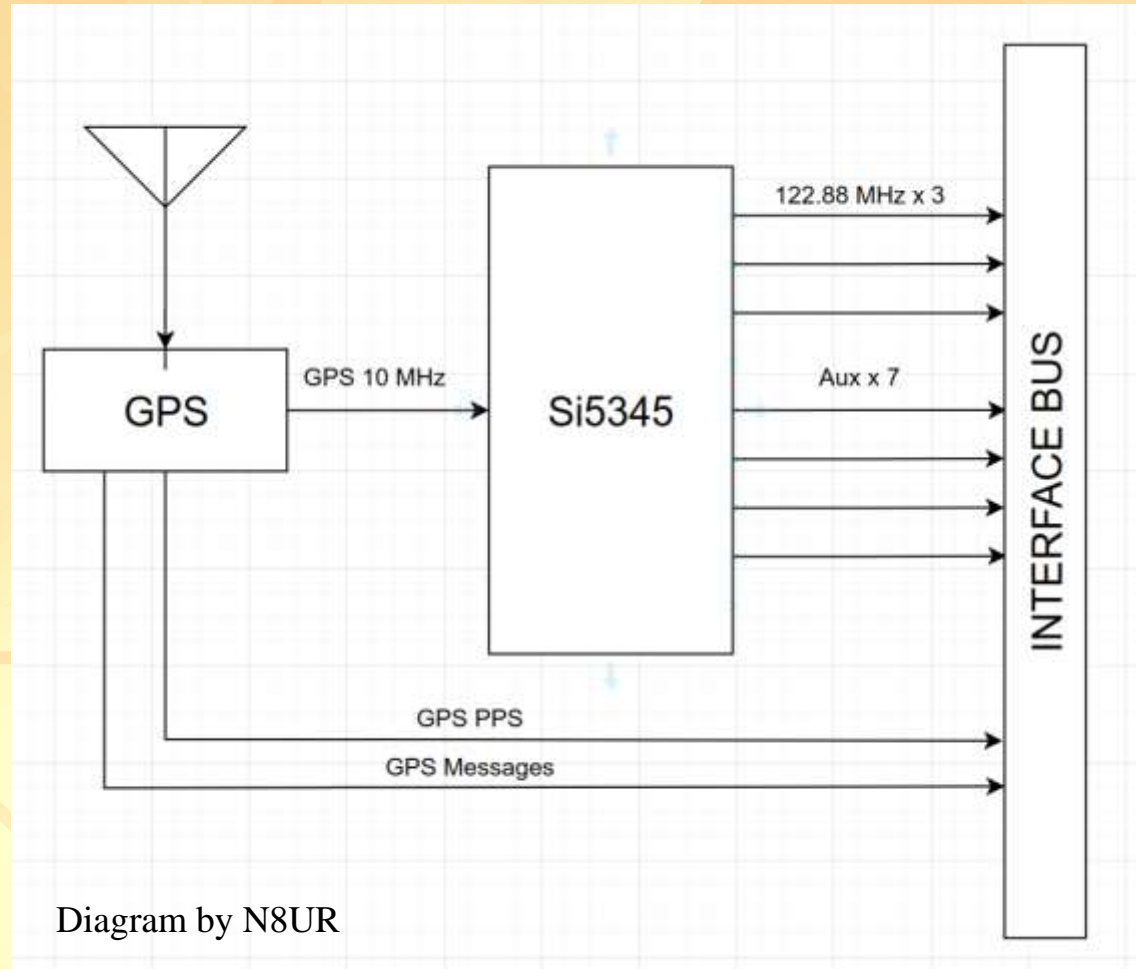 122.88 MHz x 3
GPS 10 MHz
Aux x 7
GPS
Si5345
INTERFACE BUS
GPS PPS
GPS Messages
Diagram by N8UR